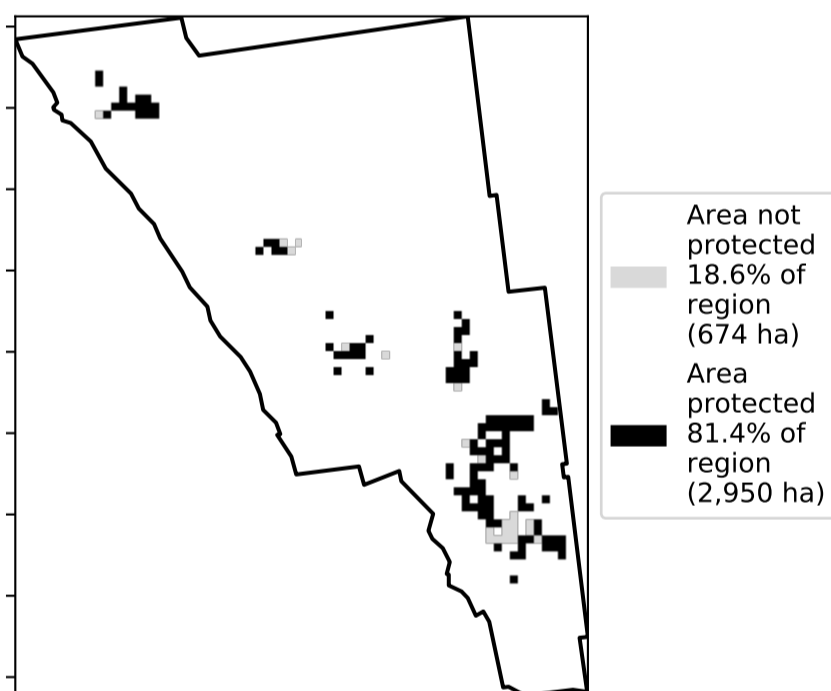 Area not
protected
18.6% of
region
(674 ha)
Area
protected
81.4% of
region
(2,950 ha)